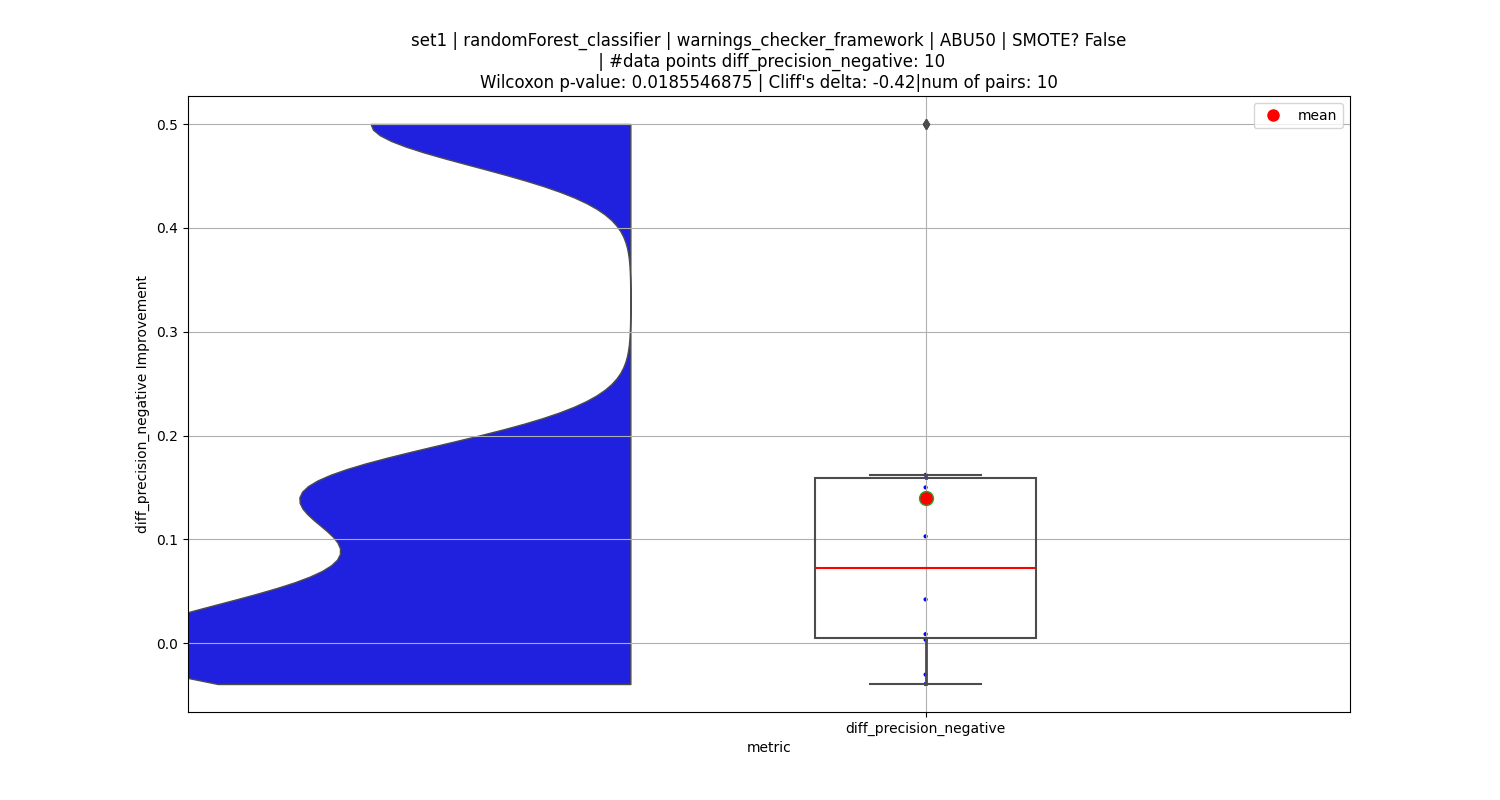 set1 | randomForest_classifier | warnings_checker_framework | ABU50 | SMOTE? False
| #data points diff_precision_negative: 10
Wilcoxon p-value: 0.0185546875 | Cliff's delta: -0.42|num of pairs: 10
mean
0.5
0.4
0.3
0.2
0.1
0.0
diff_precision_negative Improvement
diff_precision_negative
metric